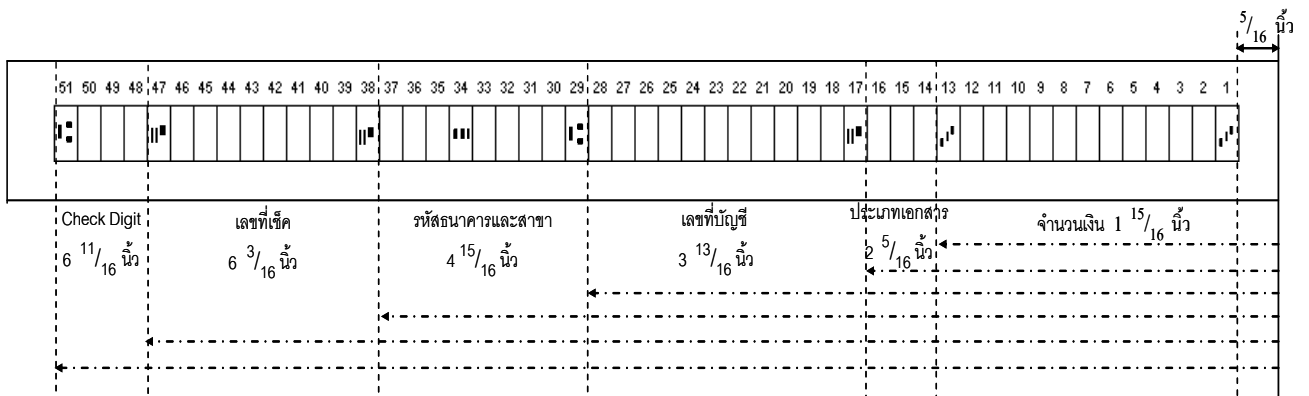 5/16 นิ้ว
51 50 49 48 47 46 45 44 43 42 41 40 39 38 37 36 35 34 33 32 31 30 29 28 27 26 25 24 23 22 21 20 19 18 17 16 15 14 13 12 11 10 9 8 7 6 5 4 3 2 1
⑆ ⑈ ⑈ ⑉ ⑆ ⑈ ⑇ ⑇
Check Digit เลขที่เช็ค รหัสธนาคารและสาขา เลขที่บัญชี ประเภทเอกสาร จำนวนเงิน 1 15/16 นิ้ว
6 11/16 นิ้ว 6 3/16 นิ้ว 4 15/16 นิ้ว 3 13/16 นิ้ว 2 5/16 นิ้ว